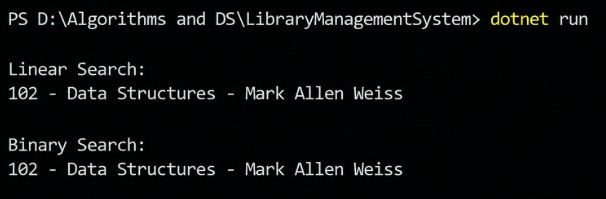 PS D:\Algorithms and DS\LibraryManagementSystem> dotnet run
Linear Search:
102 - Data Structures - Mark Allen Weiss
Binary Search:
102 - Data Structures - Mark Allen Weiss